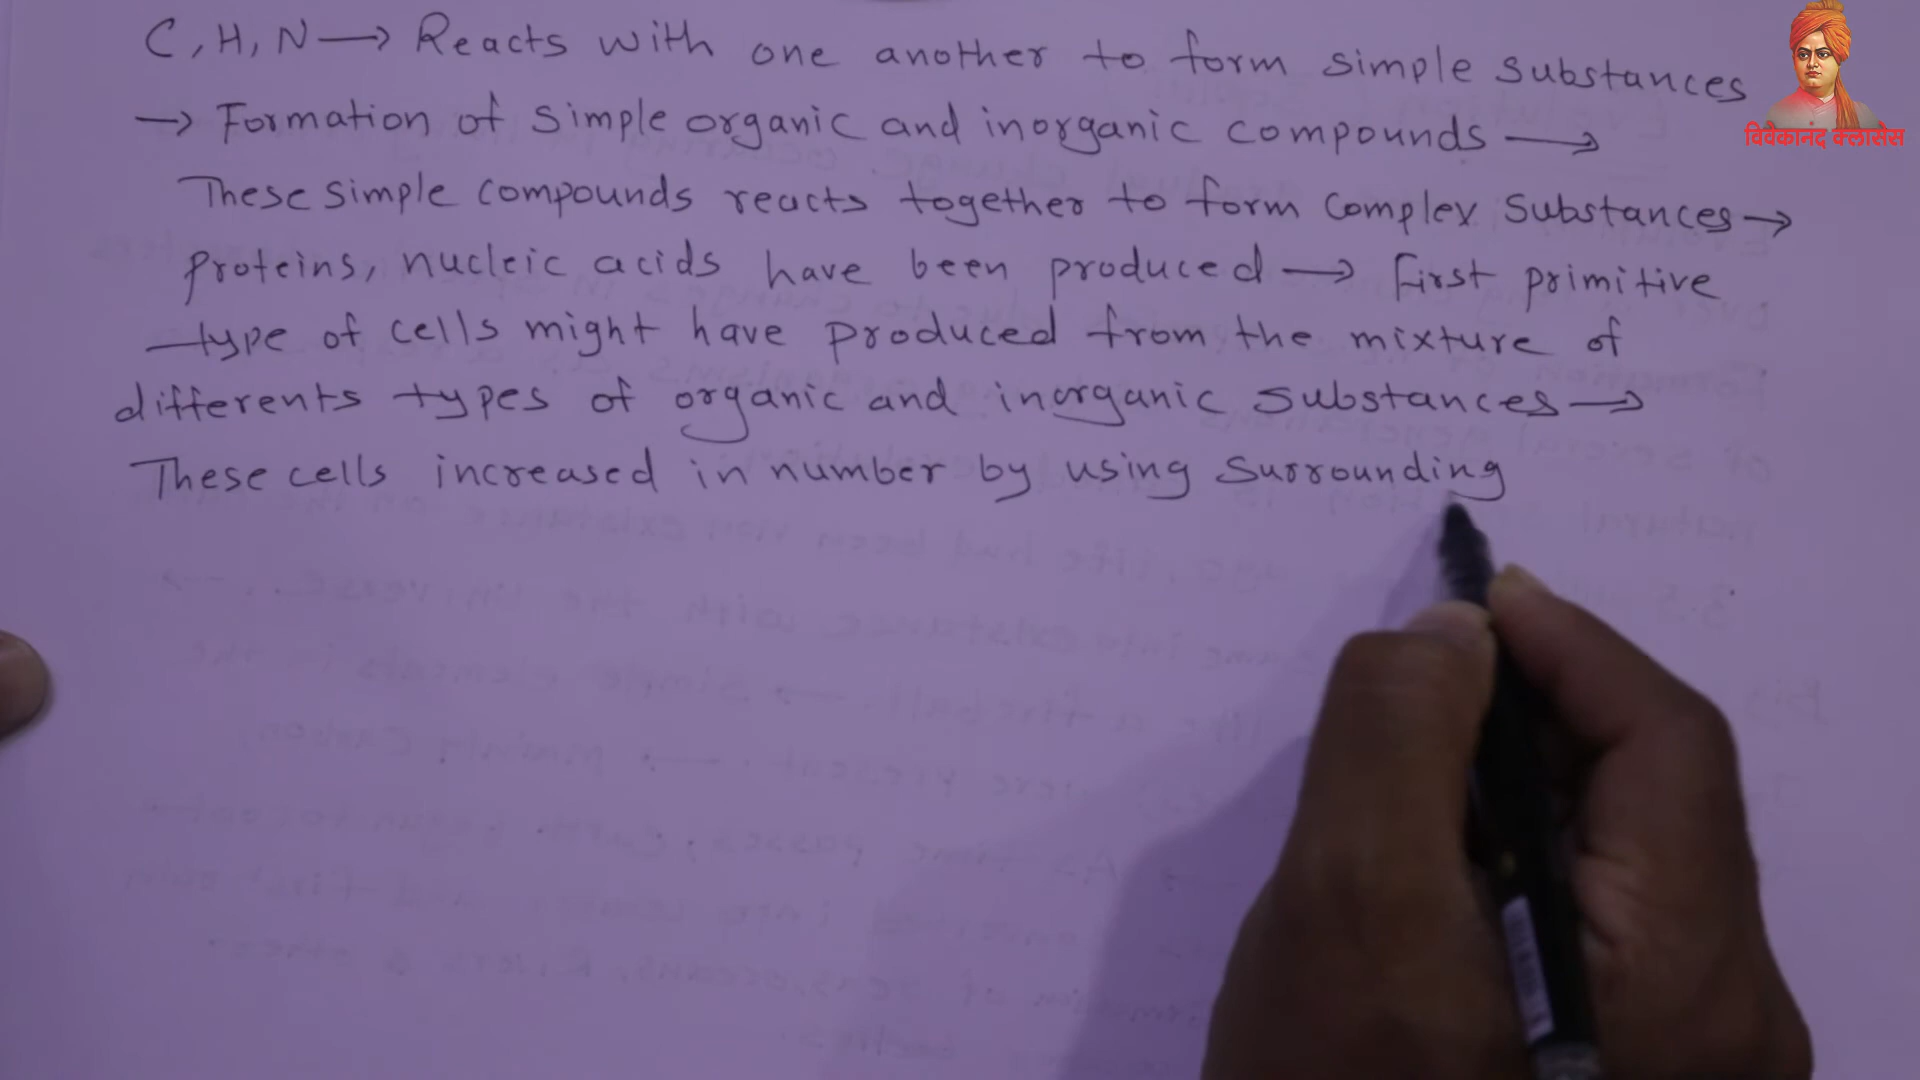 C, H, N → Reacts with one another to form simple substances
→ Formation of simple organic and inorganic compounds →
These simple compounds reacts together to form complex substances →
proteins, nucleic acids have been produced → First primitive
type of cells might have produced from the mixture of
differents types of organic and inorganic substances →
These cells increased in number by using surrounding
विवेकानंद क्लासेस